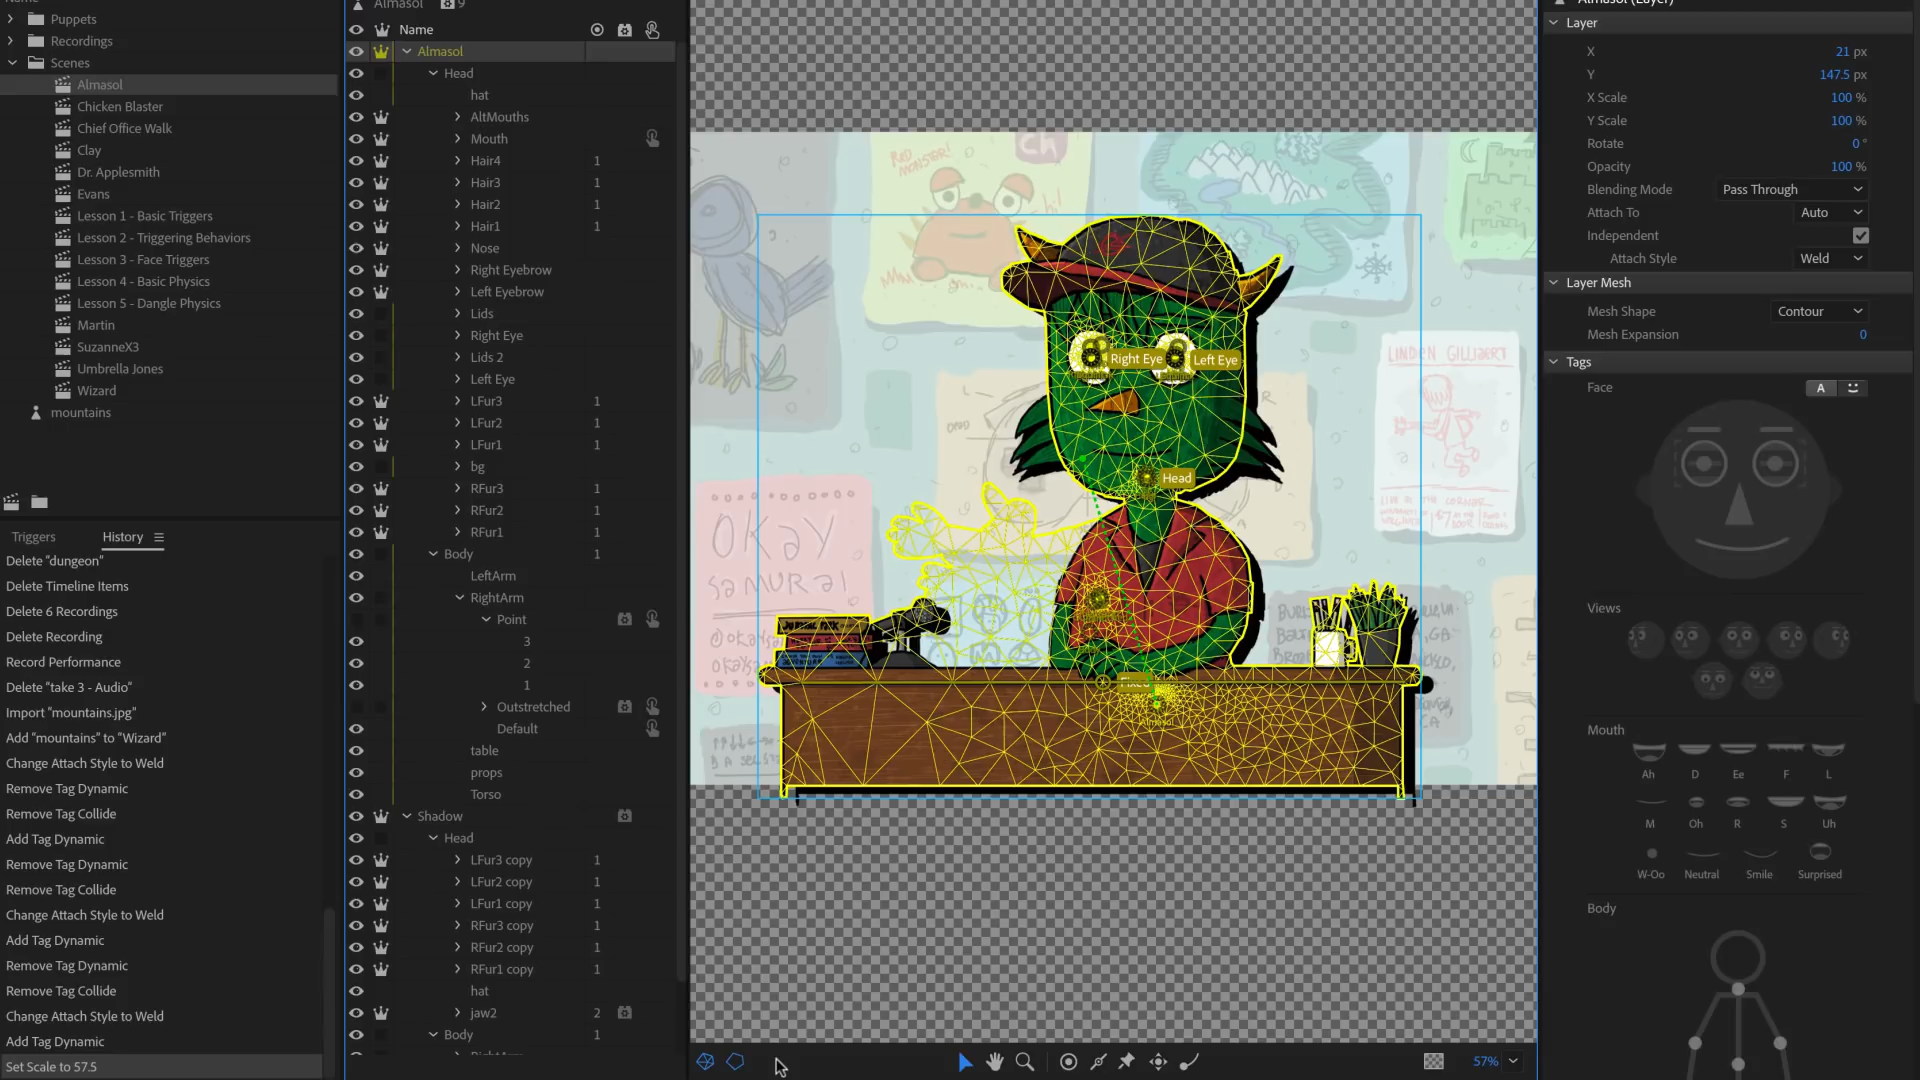 Puppets
Recordings
Scenes
Almasol
Chicken Blaster
Chief Office Walk
Clay
Dr. Applesmith
Evans
Lesson 1 - Basic Triggers
Lesson 2 - Triggering Behaviors
Lesson 3 - Face Triggers
Lesson 4 - Basic Physics
Lesson 5 - Dangle Physics
Martin
SuzanneX3
Umbrella Jones
Wizard
mountains
Triggers
History
Delete "dungeon"
Delete Timeline Items
Delete 6 Recordings
Delete Recording
Record Performance
Delete "take 3 - Audio"
Import "mountains.jpg"
Add "mountains" to "Wizard"
Change Attach Style to Weld
Remove Tag Dynamic
Remove Tag Collide
Add Tag Dynamic
Remove Tag Dynamic
Remove Tag Collide
Change Attach Style to Weld
Add Tag Dynamic
Remove Tag Dynamic
Remove Tag Collide
Change Attach Style to Weld
Add Tag Dynamic
Set Scale to 57.5
Almasol 9
Name
Almasol
Head
hat
AltMouths
Mouth
Hair4 1
Hair3 1
Hair2 1
Hair1 1
Nose
Right Eyebrow
Left Eyebrow
Lids
Right Eye
Lids 2
Left Eye
LFur3 1
LFur2 1
LFur1 1
bg
RFur3 1
RFur2 1
RFur1 1
Body 1
LeftArm
RightArm
Point
3
2
1
Outstretched
Default
table
props
Torso
Shadow
Head
LFur3 copy 1
LFur2 copy 1
LFur1 copy 1
RFur3 copy 1
RFur2 copy 1
RFur1 copy 1
hat
jaw2 2
Body 1
RED
MONSTER!
ch
hi!
Right Eye
Left Eye
Head
Fixed
Almasol
OKAY
SAMURAI
LINDEN GILLBERT
57%
Almasol (Layer)
Layer
X 21 px
Y 147.5 px
X Scale 100 %
Y Scale 100 %
Rotate 0 °
Opacity 100 %
Blending Mode Pass Through
Attach To Auto
Independent
Attach Style Weld
Layer Mesh
Mesh Shape Contour
Mesh Expansion 0
Tags
Face A
Views
Mouth
Ah D Ee F L
M Oh R S Uh
W-Oo Neutral Smile Surprised
Body